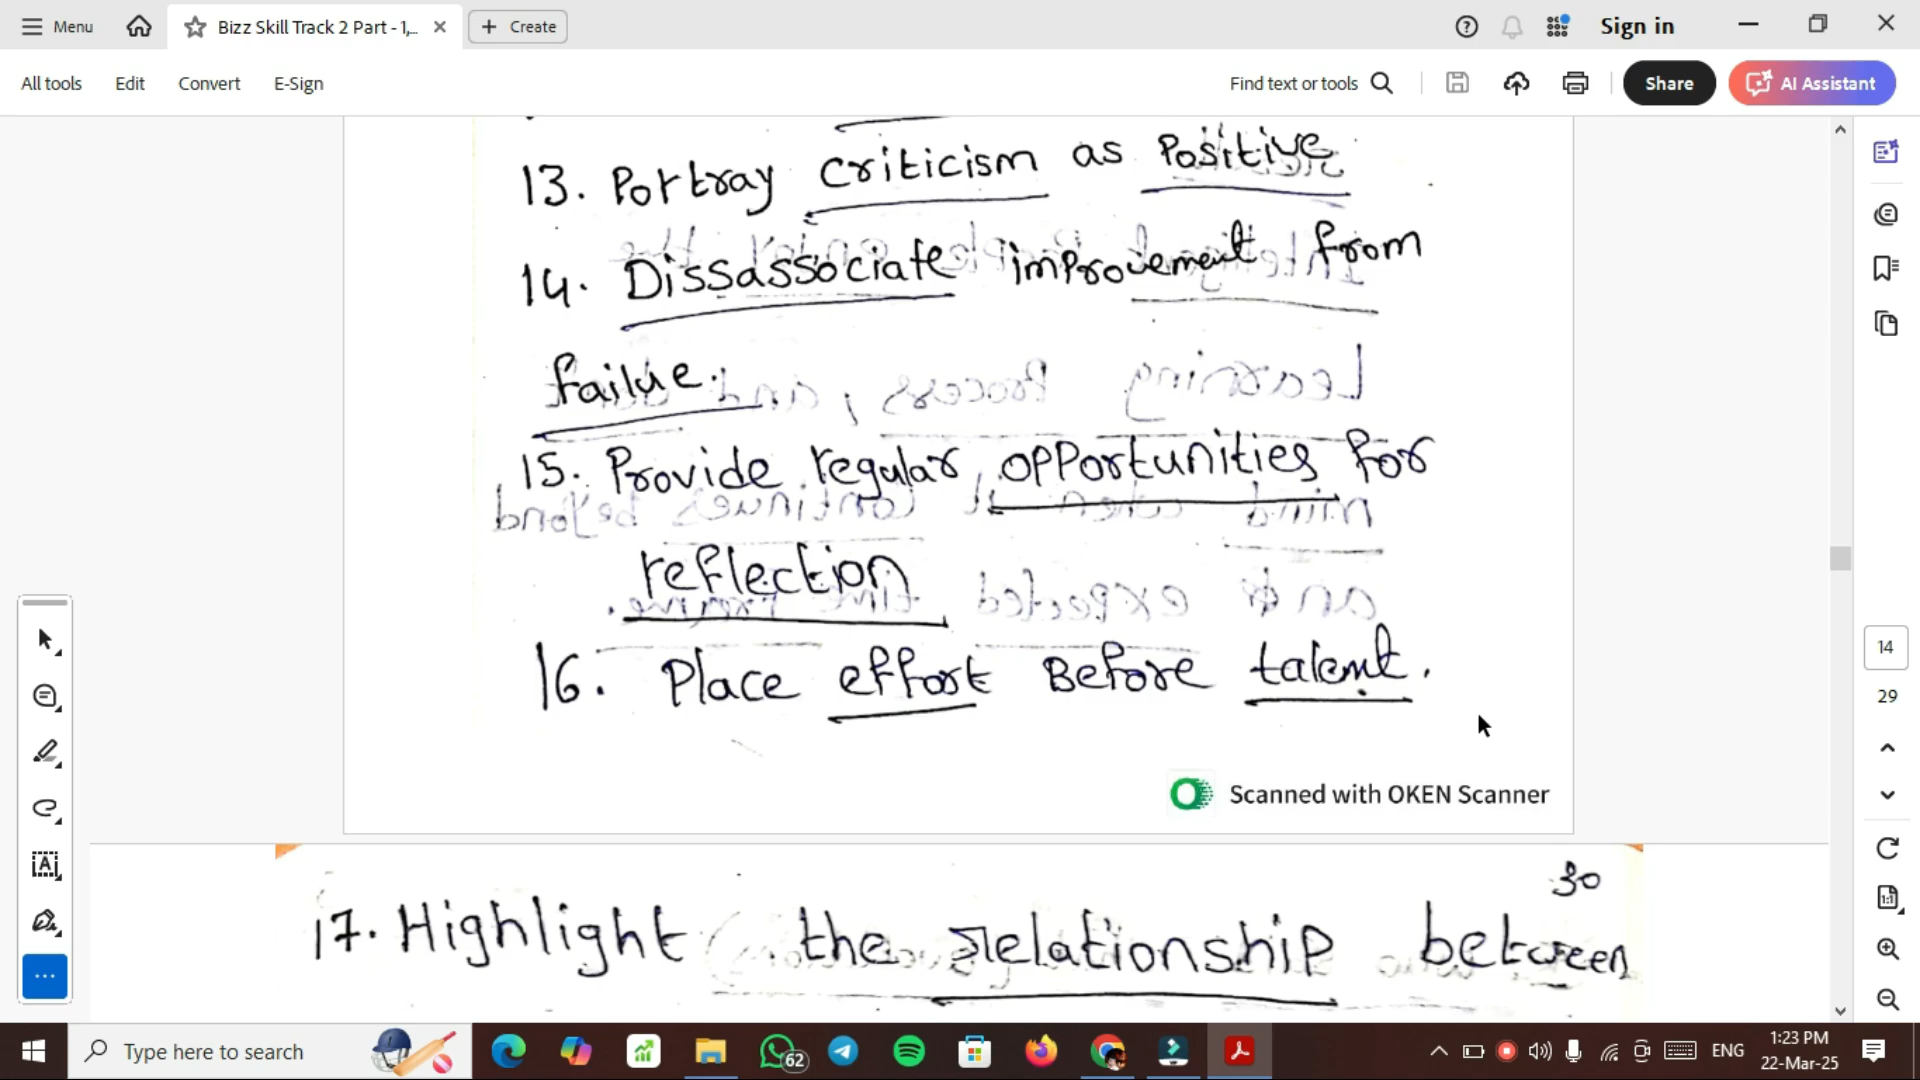 Menu
Bizz Skill Track 2 Part - 1,...
Create
Sign in
All tools
Edit
Convert
E-Sign
Find text or tools
Share
AI Assistant
13. Portray criticism as Positive
14. Dissassociate improvement from
failue.
15. Provide regular opportunities for
reflection
16. Place effort Before talent.
Scanned with OKEN Scanner
30
17. Highlight the relationship between
14
29
Type here to search
62
ENG
1:23 PM
22-Mar-25